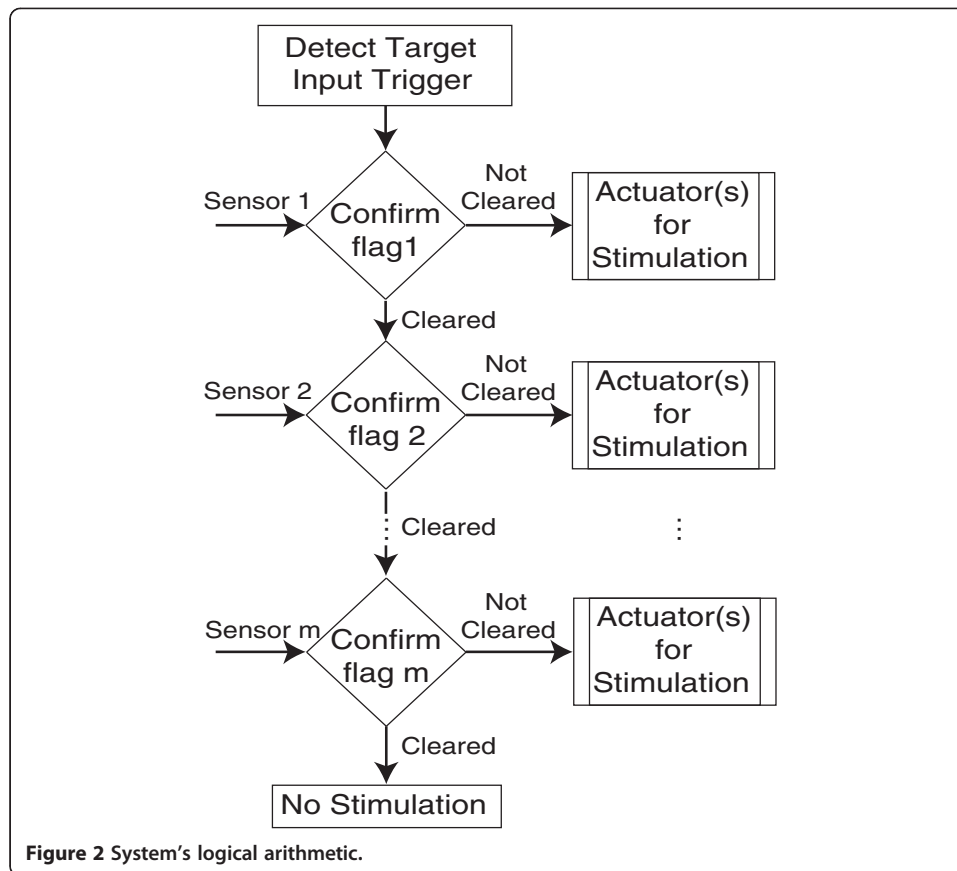 Detect Target
Input Trigger
Sensor 1
Confirm
flag1
Not
Cleared
Actuator(s)
for
Stimulation
Cleared
Sensor 2
Confirm
flag 2
Not
Cleared
Actuator(s)
for
Stimulation
Cleared
Sensor m
Confirm
flag m
Not
Cleared
Actuator(s)
for
Stimulation
Cleared
No Stimulation
Figure 2 System's logical arithmetic.